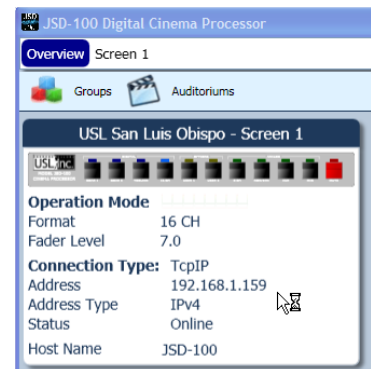 JSD-100 Digital Cinema Processor
Overview Screen 1
Groups Auditoriums
USL San Luis Obispo - Screen 1
USL, Inc.
Operation Mode
Format 16 CH
Fader Level 7.0
Connection Type: TcpIP
Address 192.168.1.159
Address Type IPv4
Status Online
Host Name JSD-100